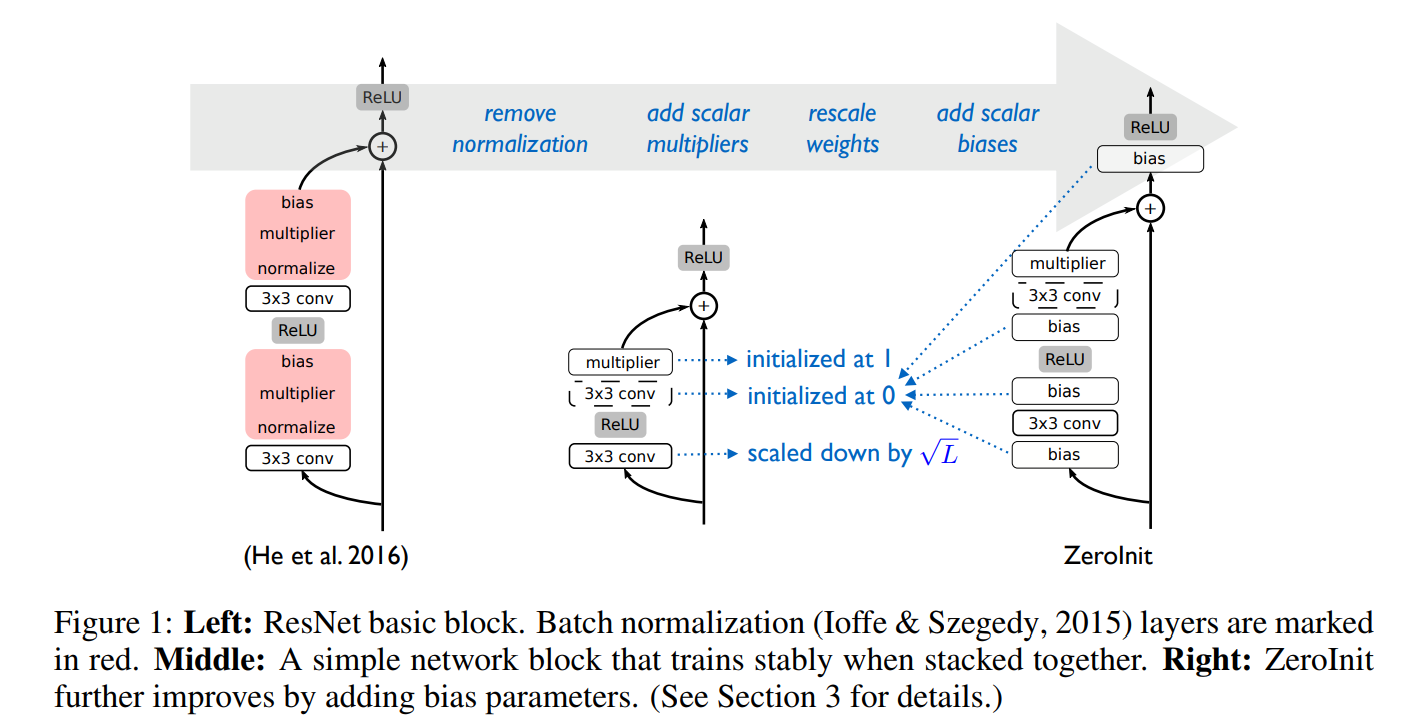 ReLU
+
bias
multiplier
normalize
3x3 conv
ReLU
bias
multiplier
normalize
3x3 conv
(He et al. 2016)
remove
normalization
add scalar
multipliers
rescale
weights
add scalar
biases
ReLU
+
multiplier
3x3 conv
ReLU
3x3 conv
initialized at 1
initialized at 0
scaled down by √L
ReLU
bias
+
multiplier
3x3 conv
bias
ReLU
bias
3x3 conv
bias
ZeroInit
Figure 1: Left: ResNet basic block. Batch normalization (Ioffe & Szegedy, 2015) layers are marked
in red. Middle: A simple network block that trains stably when stacked together. Right: ZeroInit
further improves by adding bias parameters. (See Section 3 for details.)